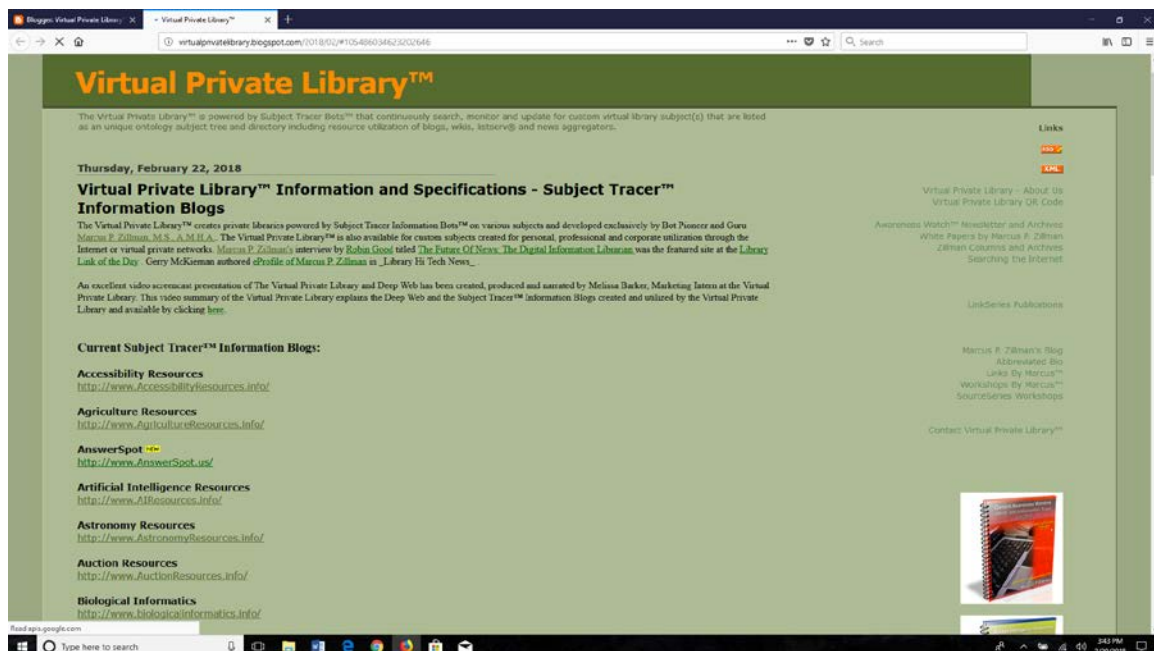 Blogger: Virtual Private Library
Virtual Private Library™
virtualprivatelibrary.blogspot.com/2018/02/#105486034623202646
Search
Virtual Private Library™
The Virtual Private Library™ is powered by Subject Tracer Bots™ that continuously search, monitor and update for custom virtual library subject(s) that are listed
as an unique ontology subject tree and directory including resource utilization of blogs, wikis, listserv® and news aggregators.
Links
RSS
XML
Thursday, February 22, 2018
Virtual Private Library™ Information and Specifications - Subject Tracer™
Information Blogs
The Virtual Private Library™ creates private libraries powered by Subject Tracer Information Bots™ on various subjects and developed exclusively by Bot Pioneer and Guru
Marcus P. Zillman, M.S., A.M.H.A.. The Virtual Private Library™ is also available for custom subjects created for personal, professional and corporate utilization through the
Internet or virtual private networks. Marcus P. Zillman's interview by Robin Good titled The Future Of News: The Digital Information Librarian was the featured site at the Library
Link of the Day. Gerry McKiernan authored eProfile of Marcus P. Zillman in _Library Hi Tech News_.
An excellent video screencast presentation of The Virtual Private Library and Deep Web has been created, produced and narrated by Melissa Barker, Marketing Intern at the Virtual
Private Library. This video summary of the Virtual Private Library explains the Deep Web and the Subject Tracer™ Information Blogs created and utilized by the Virtual Private
Library and available by clicking here.
Current Subject Tracer™ Information Blogs:
Accessibility Resources
http://www.AccessibilityResources.info/
Agriculture Resources
http://www.AgricultureResources.info/
AnswerSpot NEW
http://www.AnswerSpot.us/
Artificial Intelligence Resources
http://www.AIResources.info/
Astronomy Resources
http://www.AstronomyResources.info/
Auction Resources
http://www.AuctionResources.info/
Biological Informatics
http://www.biologicalinformatics.info/
Virtual Private Library - About Us
Virtual Private Library QR Code
Awareness Watch™ Newsletter and Archives
White Papers by Marcus P. Zillman
Zillman Columns and Archives
Searching the Internet
LinkSeries Publications
Marcus P. Zillman's Blog
Abbreviated Bio
Links By Marcus™
Workshops By Marcus™
SourceSeries Workshops
Contact Virtual Private Library™
Read apis.google.com
Type here to search
3:43 PM